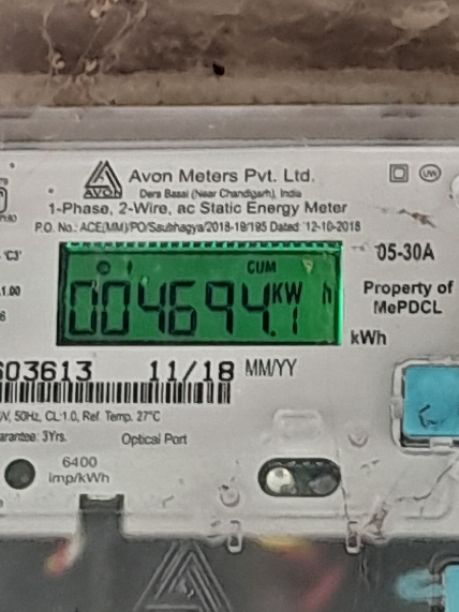 AVON
Avon Meters Pvt. Ltd.
Dera Bassi (Near Chandigarh), India
1-Phase, 2-Wire, ac Static Energy Meter
P.O. No.: ACE(MM)/PO/Saubhagya/2018-19/195 Dated: 12-10-2018
05-30A
CUM
004694.1 KW h
Property of
MePDCL
kWh
603613 11/18 MM/YY
V, 50Hz, CL:1.0, Ref. Temp. 27°C
arantee: 3Yrs. Optical Port
6400
imp/kWh